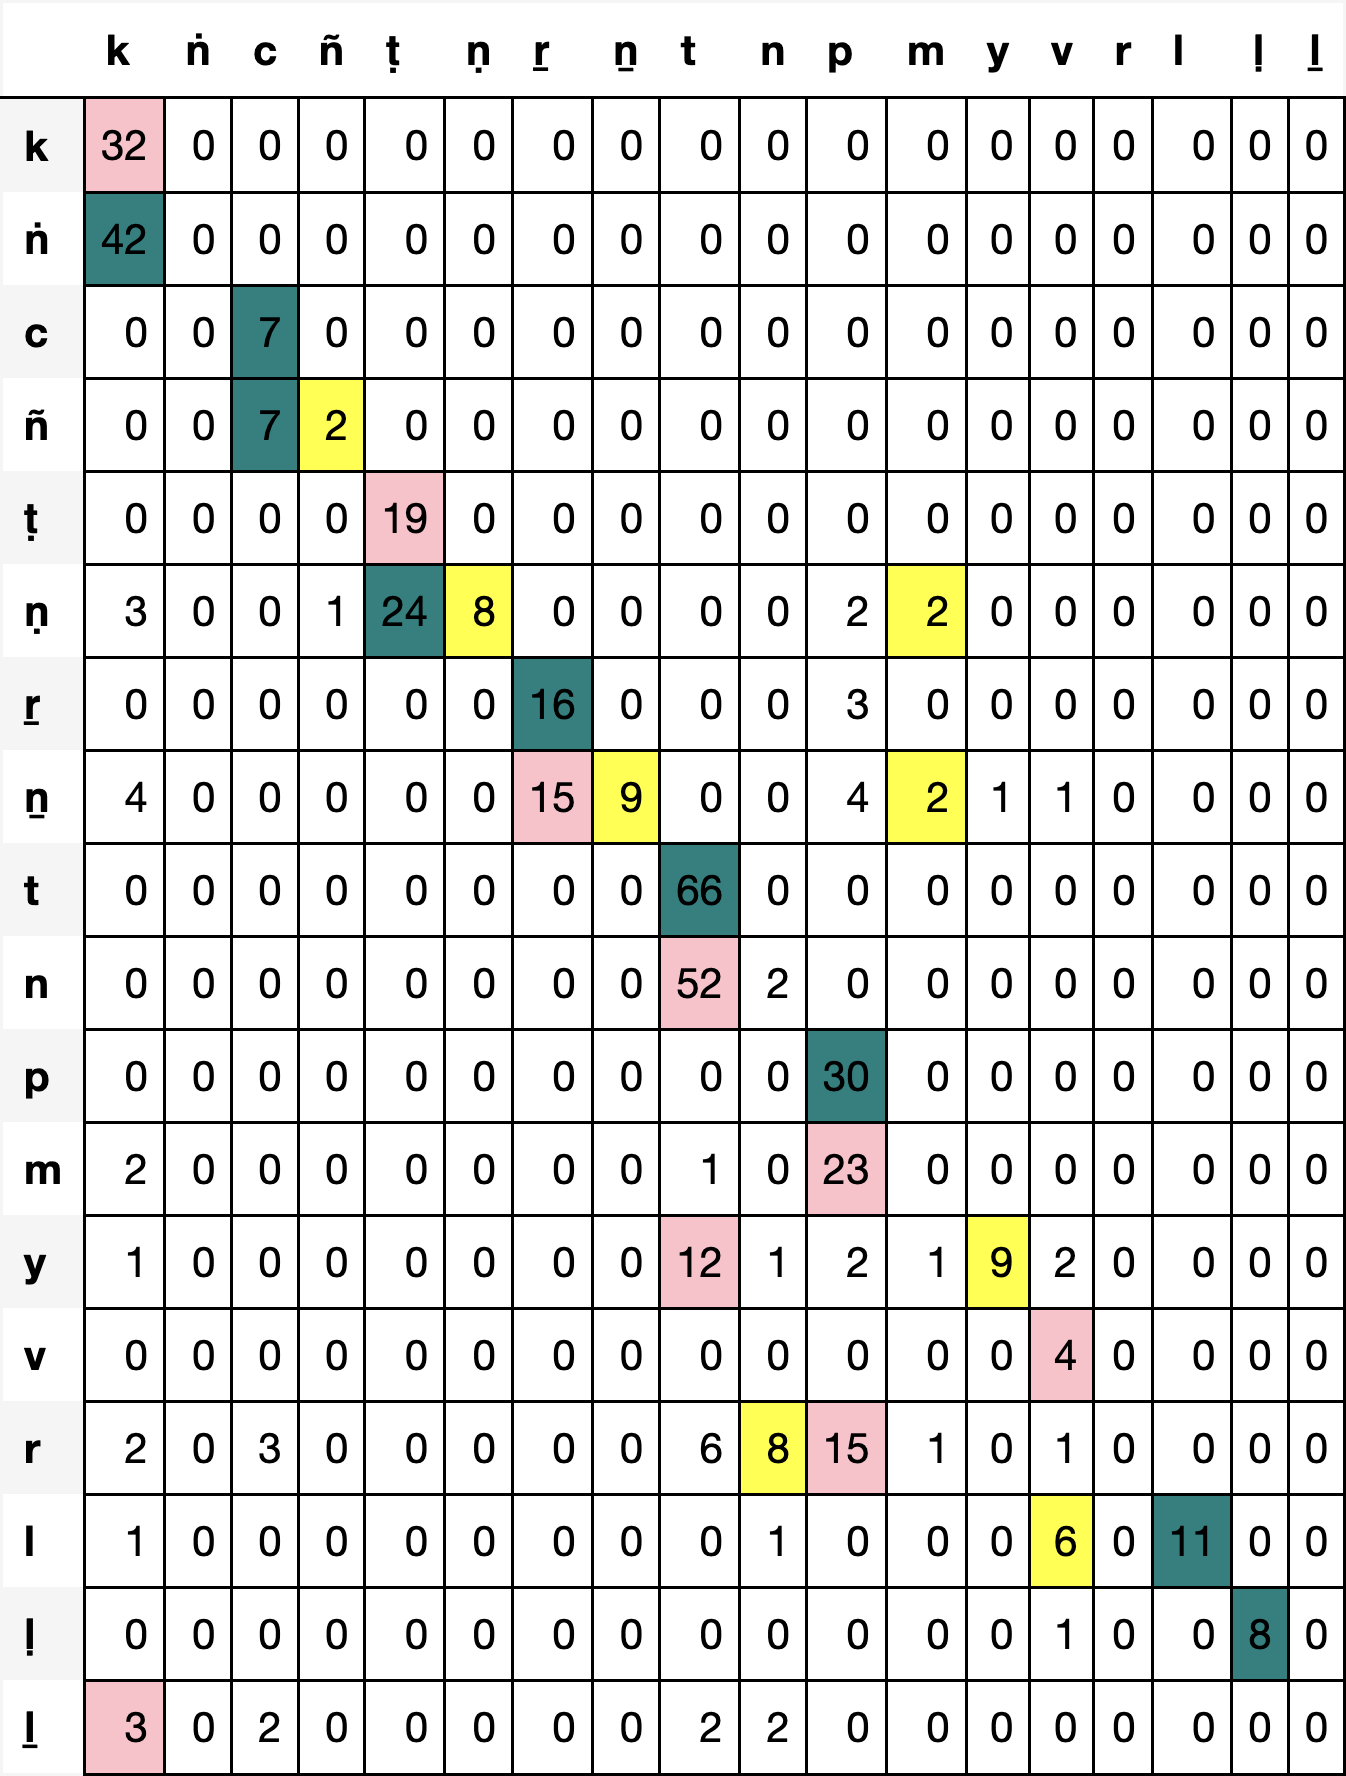 k ṅ c ñ ṭ ṇ ṟ ṉ t n p m y v r l ḷ ḻ
k 32 0 0 0 0 0 0 0 0 0 0 0 0 0 0 0 0 0
ṅ 42 0 0 0 0 0 0 0 0 0 0 0 0 0 0 0 0 0
c 0 0 7 0 0 0 0 0 0 0 0 0 0 0 0 0 0 0
ñ 0 0 7 2 0 0 0 0 0 0 0 0 0 0 0 0 0 0
ṭ 0 0 0 0 19 0 0 0 0 0 0 0 0 0 0 0 0 0
ṇ 3 0 0 1 24 8 0 0 0 0 2 2 0 0 0 0 0 0
ṟ 0 0 0 0 0 0 16 0 0 0 3 0 0 0 0 0 0 0
ṉ 4 0 0 0 0 0 15 9 0 0 4 2 1 1 0 0 0 0
t 0 0 0 0 0 0 0 0 66 0 0 0 0 0 0 0 0 0
n 0 0 0 0 0 0 0 0 52 2 0 0 0 0 0 0 0 0
p 0 0 0 0 0 0 0 0 0 0 30 0 0 0 0 0 0 0
m 2 0 0 0 0 0 0 0 1 0 23 0 0 0 0 0 0 0
y 1 0 0 0 0 0 0 0 12 1 2 1 9 2 0 0 0 0
v 0 0 0 0 0 0 0 0 0 0 0 0 0 4 0 0 0 0
r 2 0 3 0 0 0 0 0 6 8 15 1 0 1 0 0 0 0
l 1 0 0 0 0 0 0 0 0 1 0 0 0 6 0 11 0 0
ḷ 0 0 0 0 0 0 0 0 0 0 0 0 0 1 0 0 8 0
ḻ 3 0 2 0 0 0 0 0 2 2 0 0 0 0 0 0 0 0